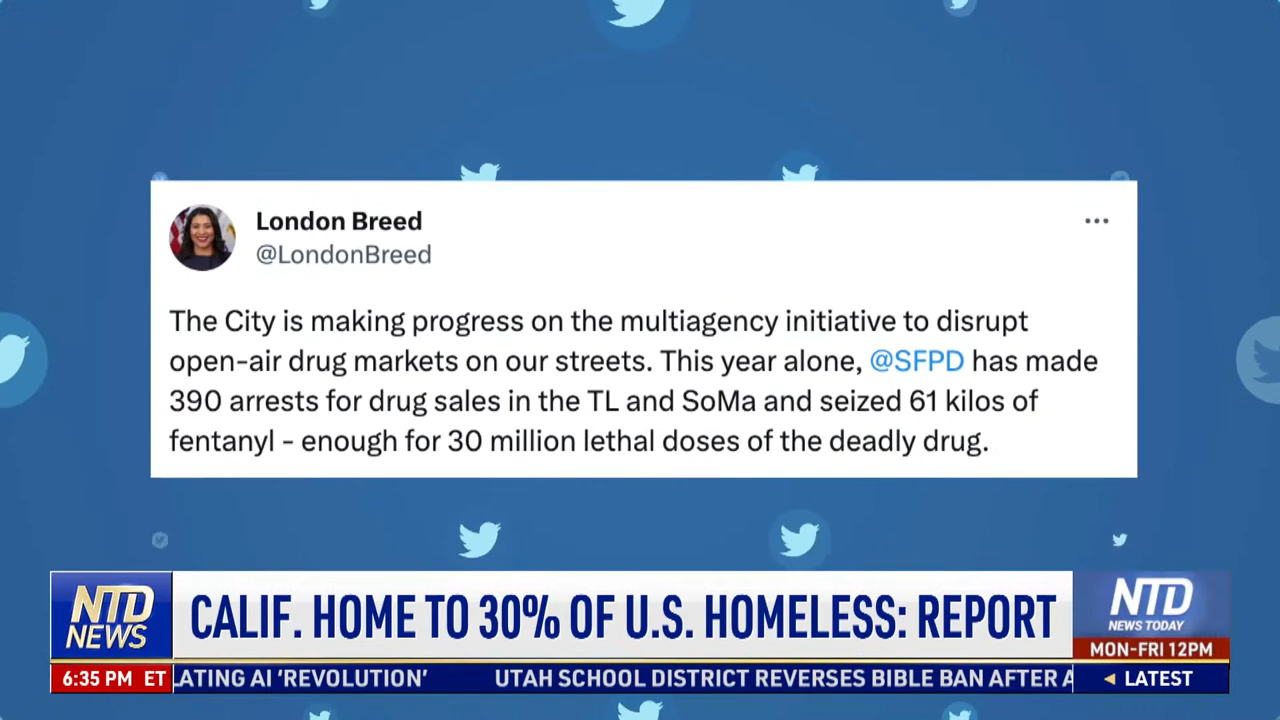 London Breed
@LondonBreed
The City is making progress on the multiagency initiative to disrupt
open-air drug markets on our streets. This year alone, @SFPD has made
390 arrests for drug sales in the TL and SoMa and seized 61 kilos of
fentanyl - enough for 30 million lethal doses of the deadly drug.
NTD
NEWS
CALIF. HOME TO 30% OF U.S. HOMELESS: REPORT
NTD
NEWS TODAY
MON-FRI 12PM
6:35 PM ET
LATING AI ‘REVOLUTION’ UTAH SCHOOL DISTRICT REVERSES BIBLE BAN AFTER A
LATEST